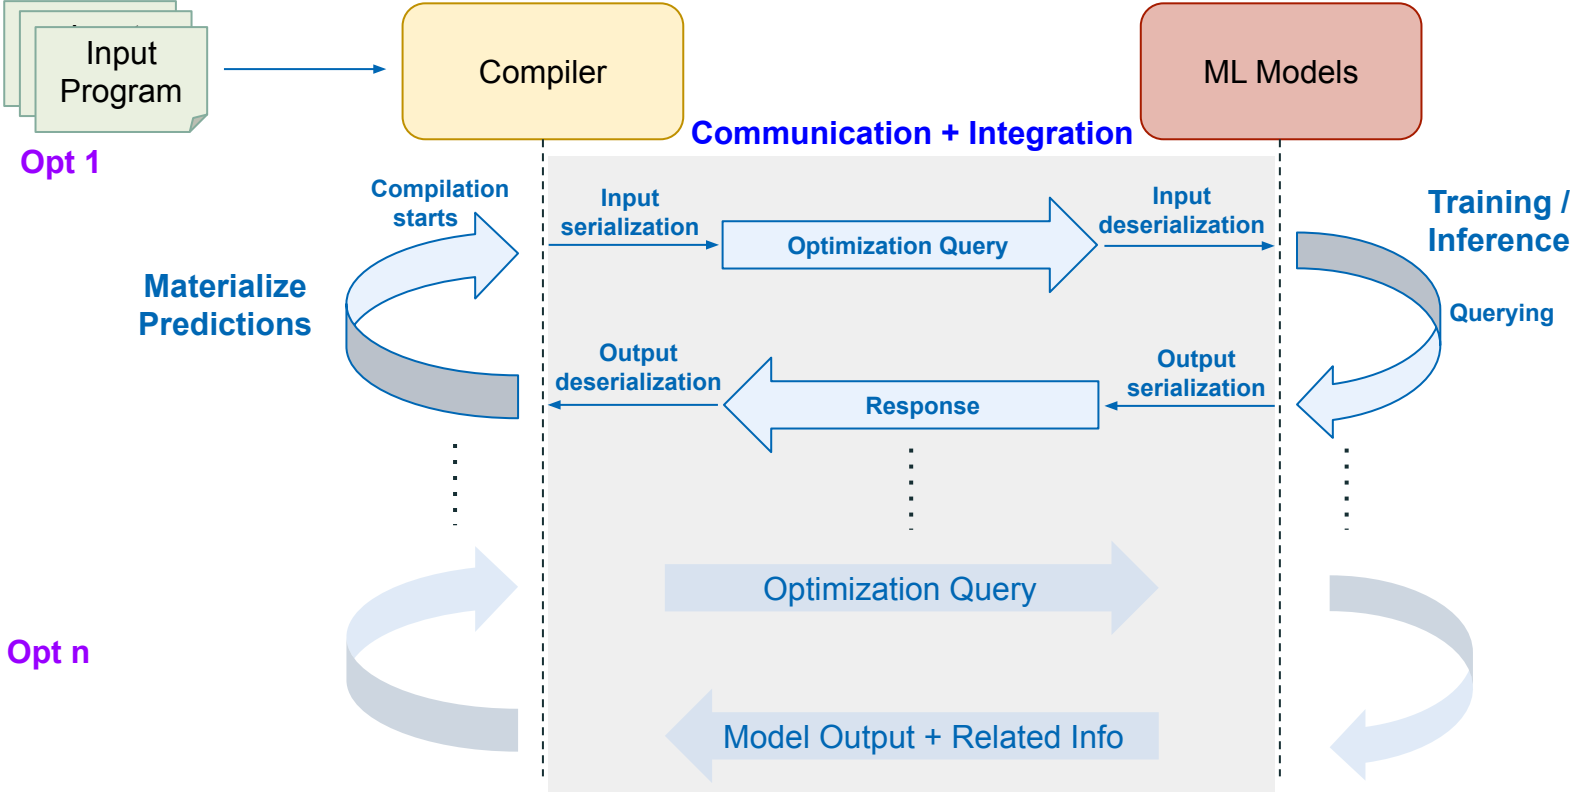 Input
Program
Compiler
ML Models
Communication + Integration
Opt 1
Compilation
starts
Input
serialization
Optimization Query
Input
deserialization
Training /
Inference
Materialize
Predictions
Querying
Output
deserialization
Response
Output
serialization
Optimization Query
Opt n
Model Output + Related Info